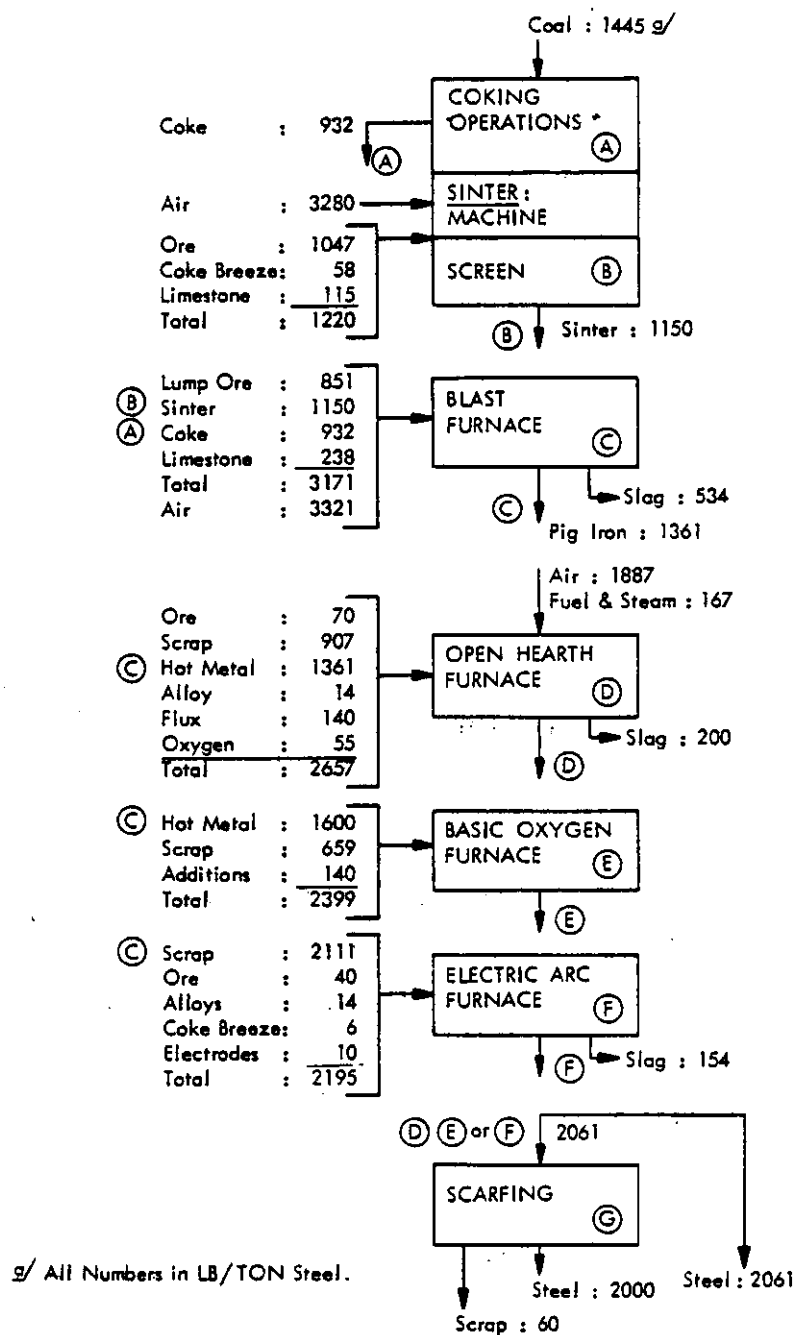 Coal : 1445 a/
COKING
OPERATIONS
A
Coke : 932
A
Air : 3280
SINTER :
MACHINE
Ore : 1047
Coke Breeze: 58
Limestone : 115
Total : 1220
SCREEN
B
B
Sinter : 1150
Lump Ore : 851
B Sinter : 1150
A Coke : 932
Limestone : 238
Total : 3171
Air : 3321
BLAST
FURNACE
C
C
Slag : 534
Pig Iron : 1361
Air : 1887
Fuel & Steam : 167
Ore : 70
Scrap : 907
C Hot Metal : 1361
Alloy : 14
Flux : 140
Oxygen : 55
Total : 2657
OPEN HEARTH
FURNACE
D
Slag : 200
D
C Hot Metal : 1600
Scrap : 659
Additions : 140
Total : 2399
BASIC OXYGEN
FURNACE
E
E
C Scrap : 2111
Ore : 40
Alloys : 14
Coke Breeze: 6
Electrodes : 10
Total : 2195
ELECTRIC ARC
FURNACE
F
F
Slag : 154
D E or F 2061
SCARFING
G
a/ All Numbers in LB/TON Steel.
Steel : 2000
Steel : 2061
Scrap : 60